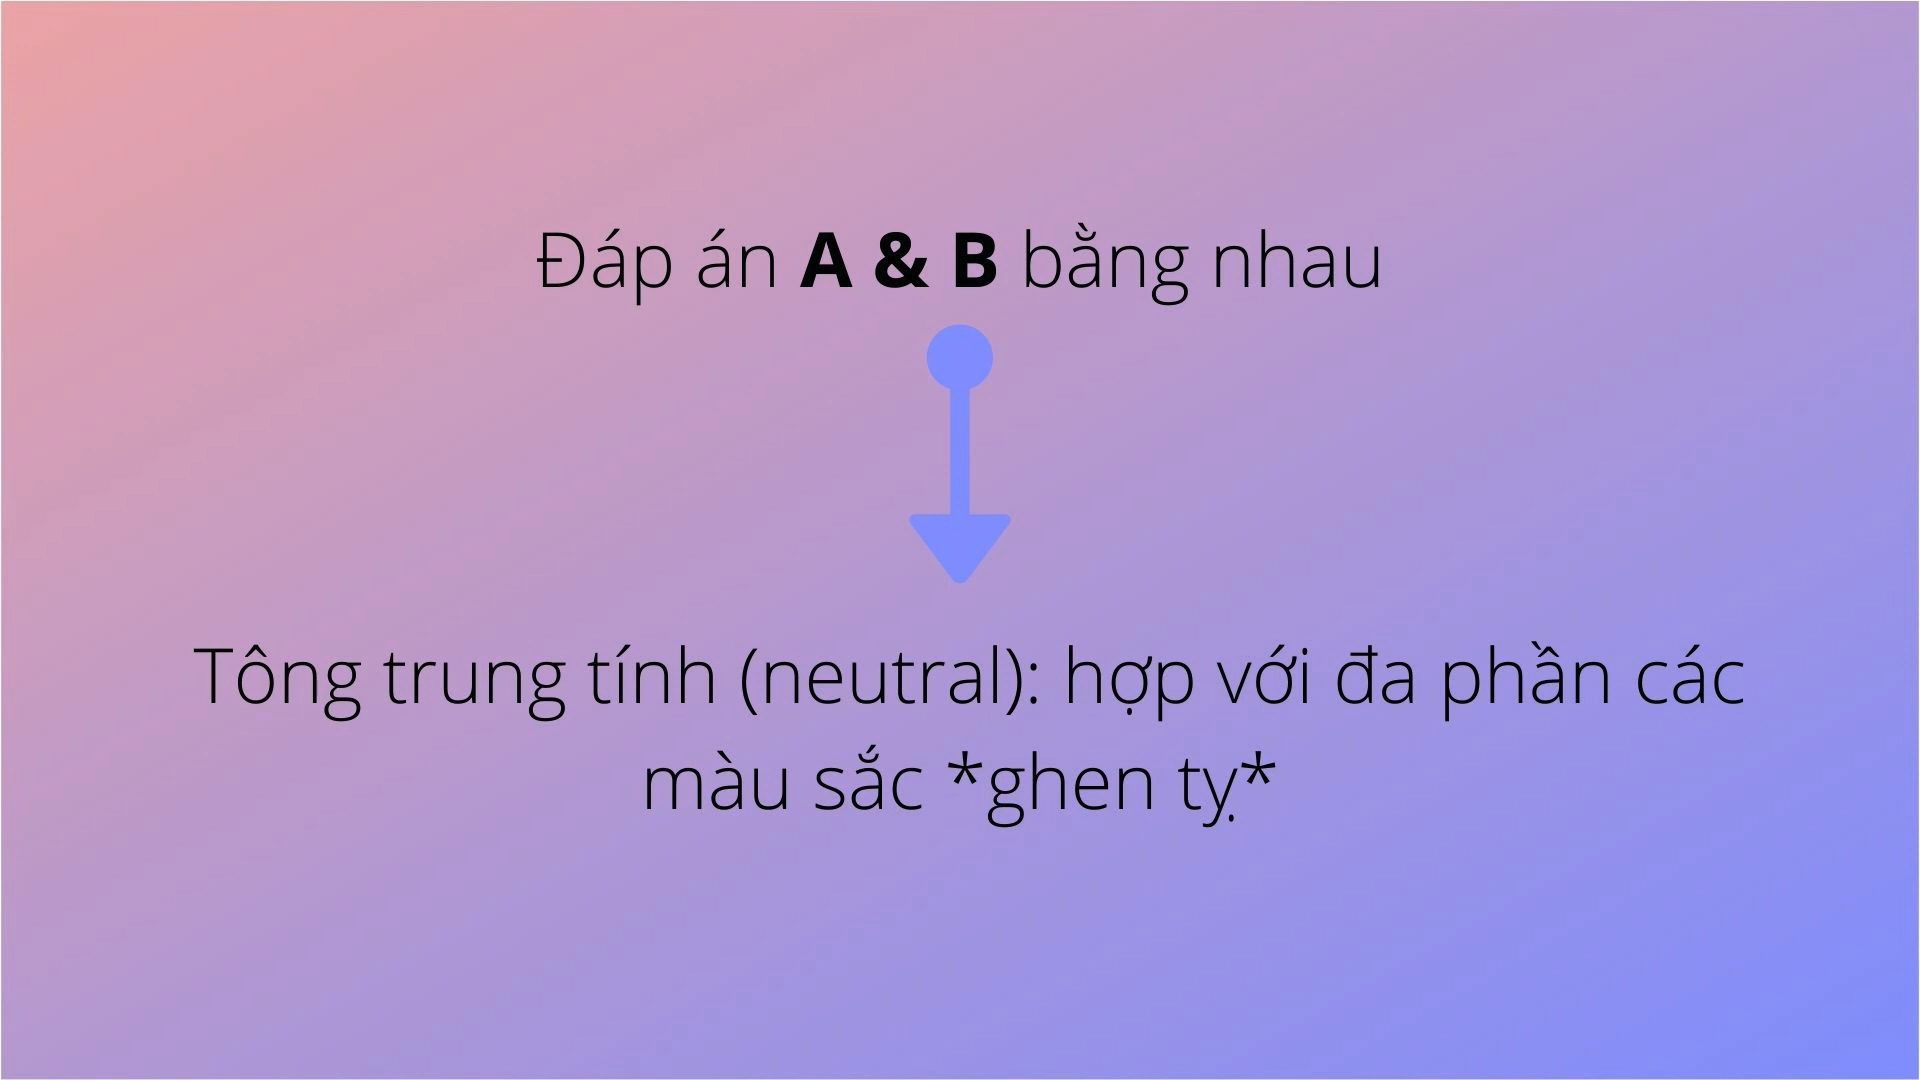 Đáp án A & B bằng nhau
Tông trung tính (neutral): hợp với đa phần các
màu sắc *ghen tỵ*